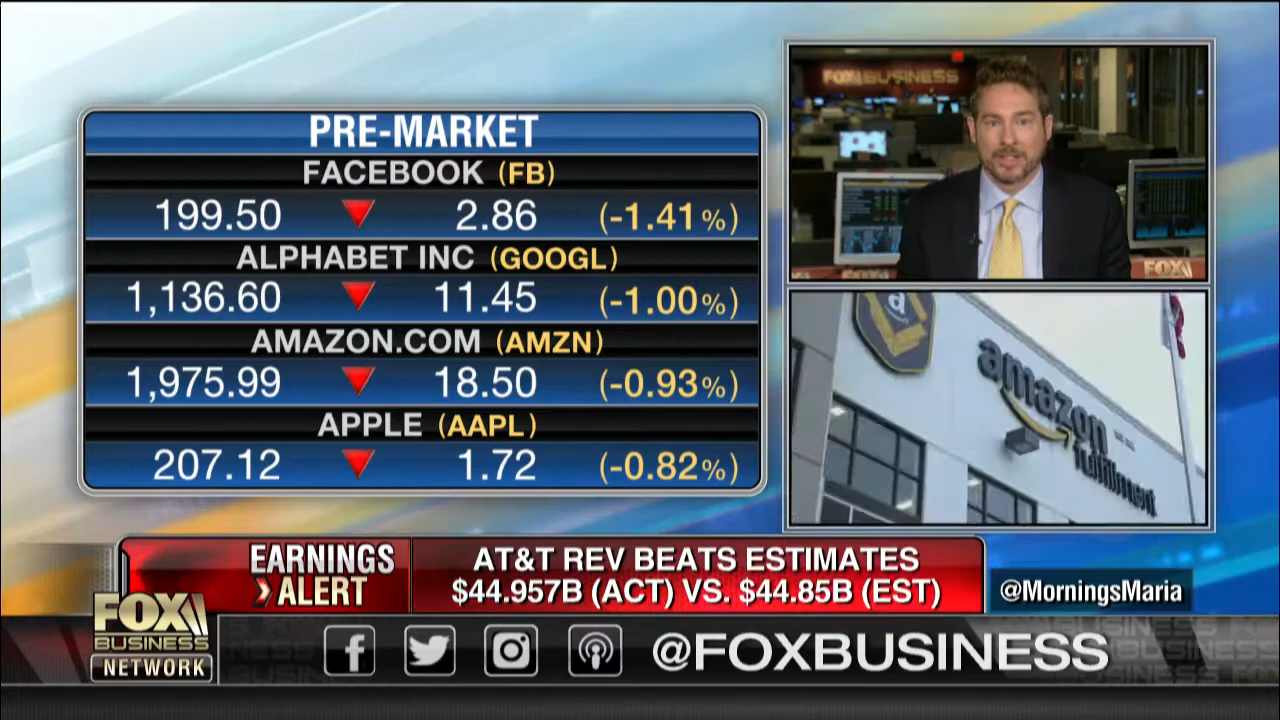 PRE-MARKET
FACEBOOK (FB)
199.50 ▼ 2.86 (-1.41%)
ALPHABET INC (GOOGL)
1,136.60 ▼ 11.45 (-1.00%)
AMAZON.COM (AMZN)
1,975.99 ▼ 18.50 (-0.93%)
APPLE (AAPL)
207.12 ▼ 1.72 (-0.82%)
FOX BUSINESS
FOX
a
amazon
fulfillment
EARNINGS
ALERT
AT&T REV BEATS ESTIMATES
$44.957B (ACT) VS. $44.85B (EST)
@MorningsMaria
FOX
BUSINESS
NETWORK
@FOXBUSINESS